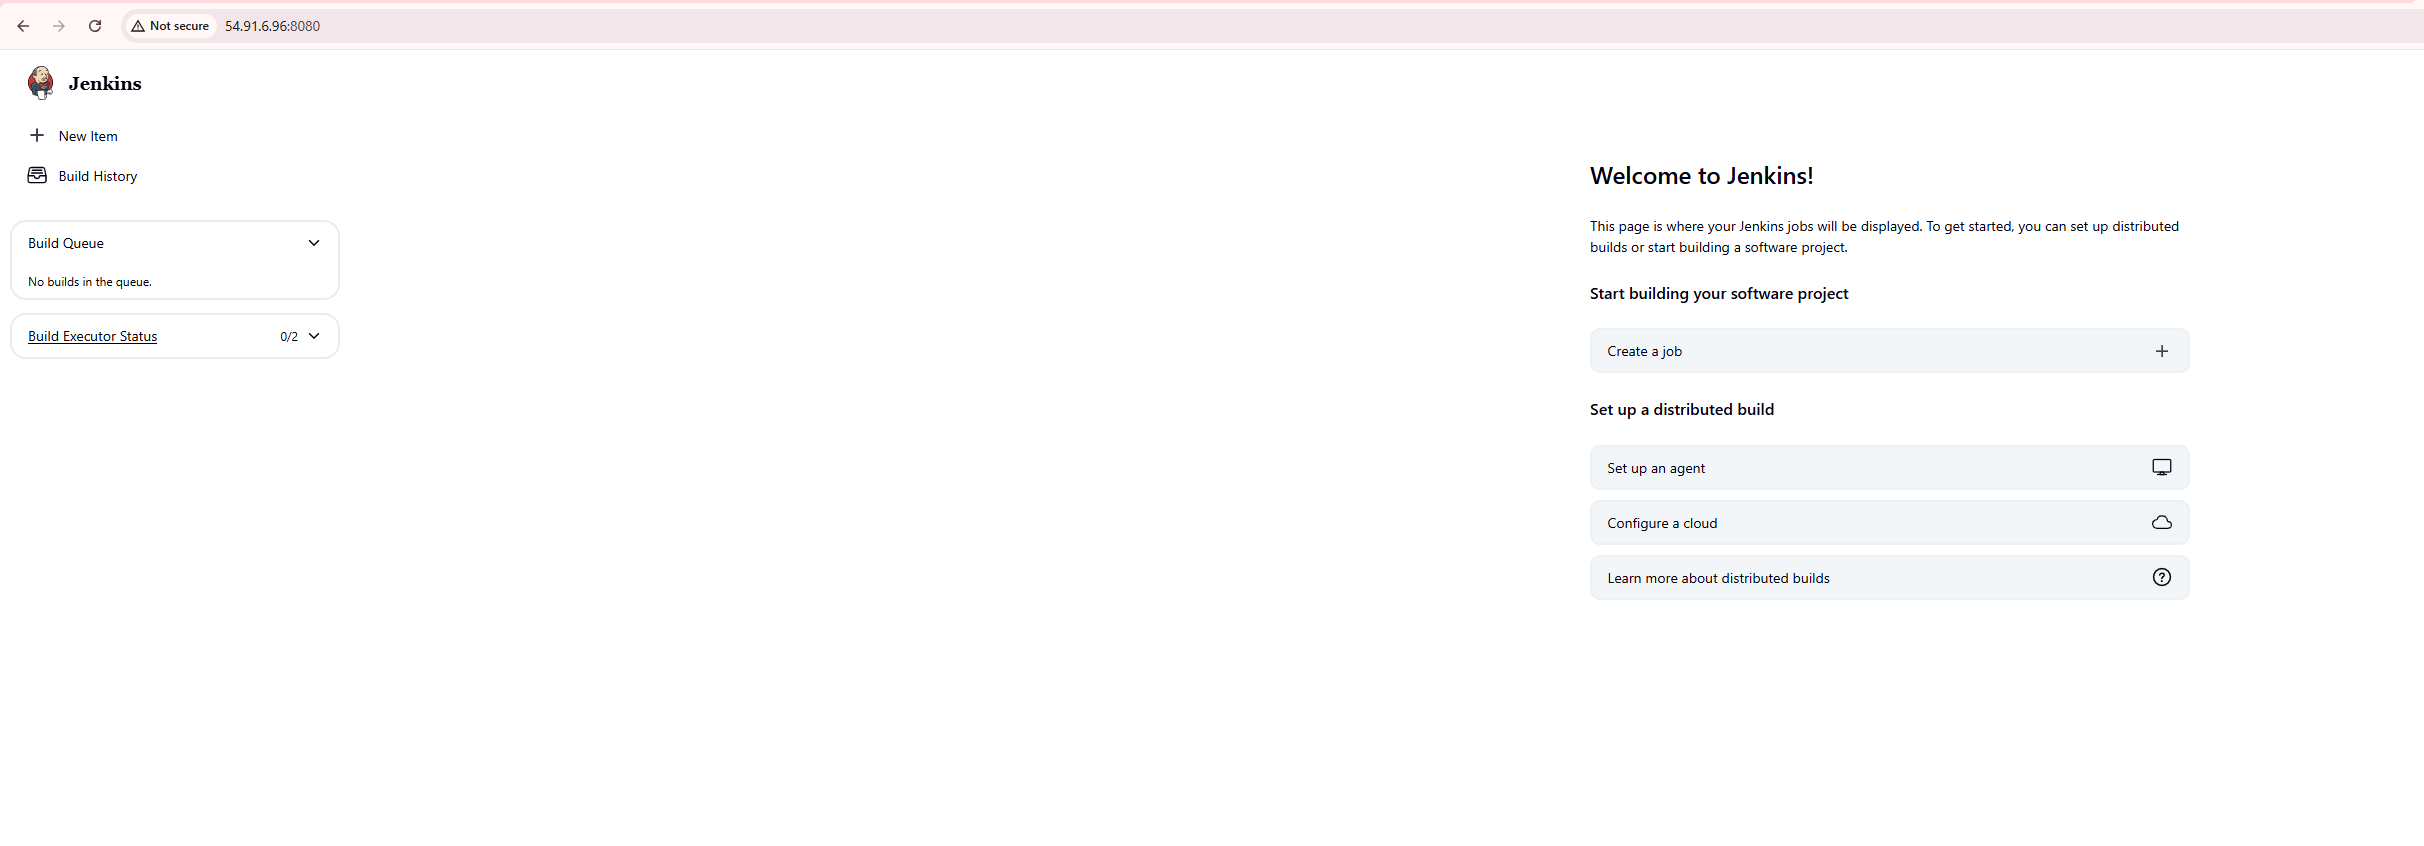 Not secure
54.91.6.96:8080
Jenkins
New Item
Build History
Build Queue
No builds in the queue.
Build Executor Status
0/2
Welcome to Jenkins!
This page is where your Jenkins jobs will be displayed. To get started, you can set up distributed
builds or start building a software project.
Start building your software project
Create a job
Set up a distributed build
Set up an agent
Configure a cloud
Learn more about distributed builds